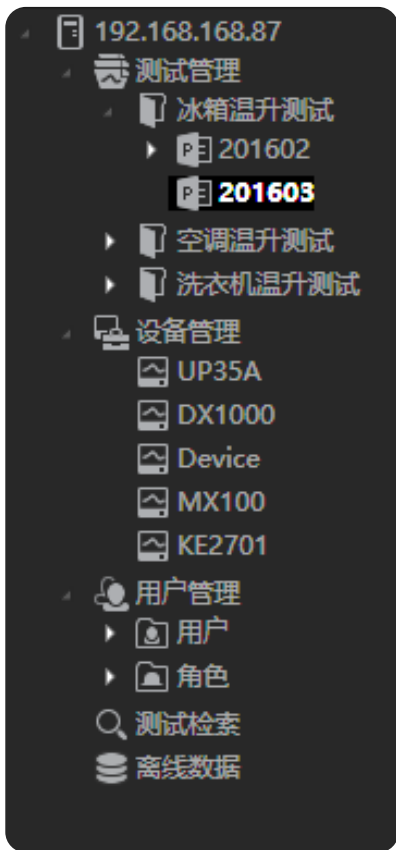 192.168.168.87
测试管理
冰箱温升测试
201602
201603
空调温升测试
洗衣机温升测试
设备管理
UP35A
DX1000
Device
MX100
KE2701
用户管理
用户
角色
测试检索
离线数据